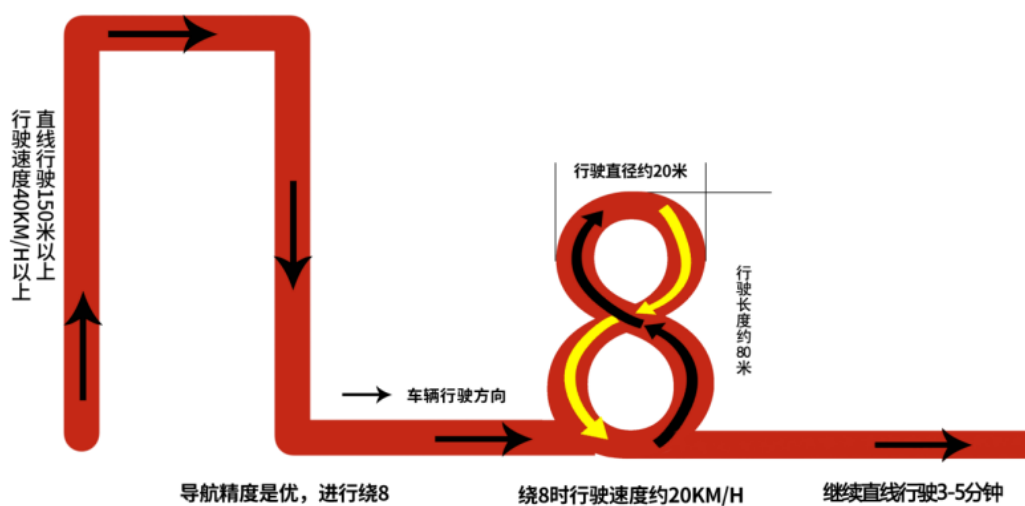 直线行驶150米以上
行驶速度40KM/H以上
行驶直径约20米
行驶长度约80米
车辆行驶方向
导航精度是优，进行绕8
绕8时行驶速度约20KM/H
继续直线行驶3-5分钟